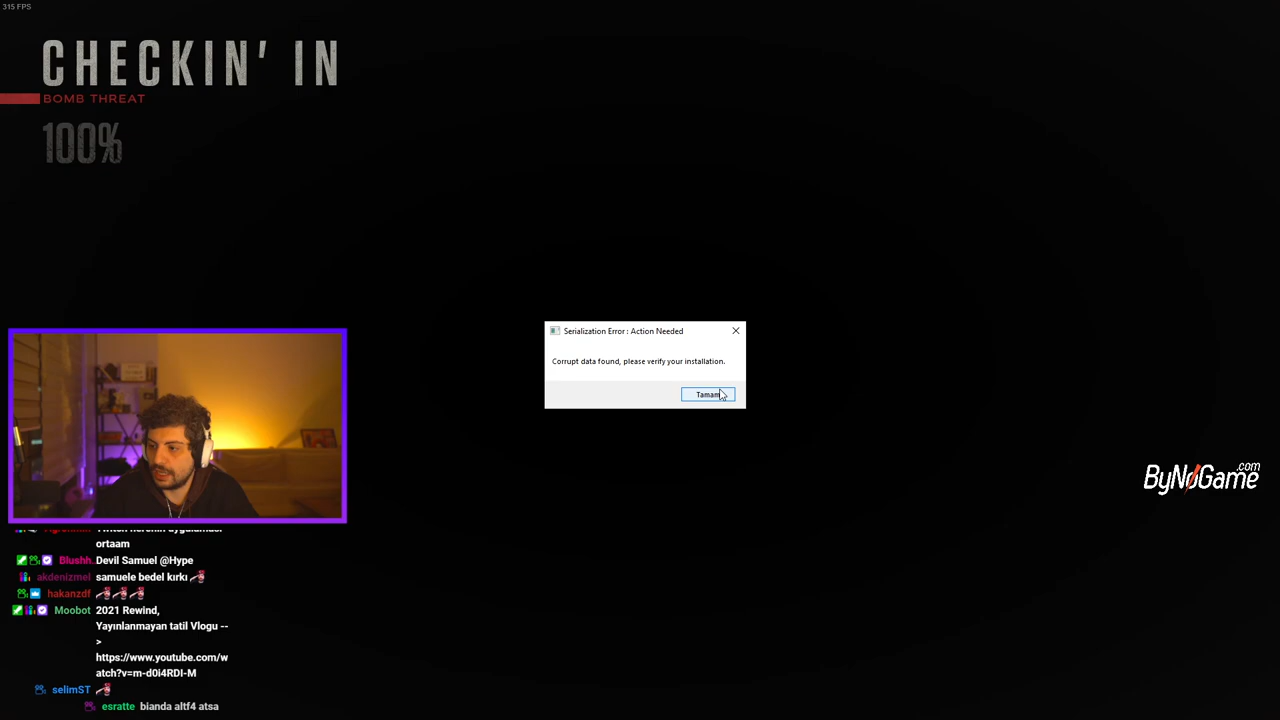 315 FPS
CHECKIN' IN
BOMB THREAT
100%
Serialization Error : Action Needed
Corrupt data found, please verify your installation.
Tamam
ByNoGame.com
ortaam
Blushh.. Devil Samuel @Hype
akdenizmel samuele bedel kırkı
hakanzdf
Moobot 2021 Rewind,
Yayınlanmayan tatil Vlogu --
>
https://www.youtube.com/w
atch?v=m-d0i4RDI-M
selimST
esratte bianda altf4 atsa